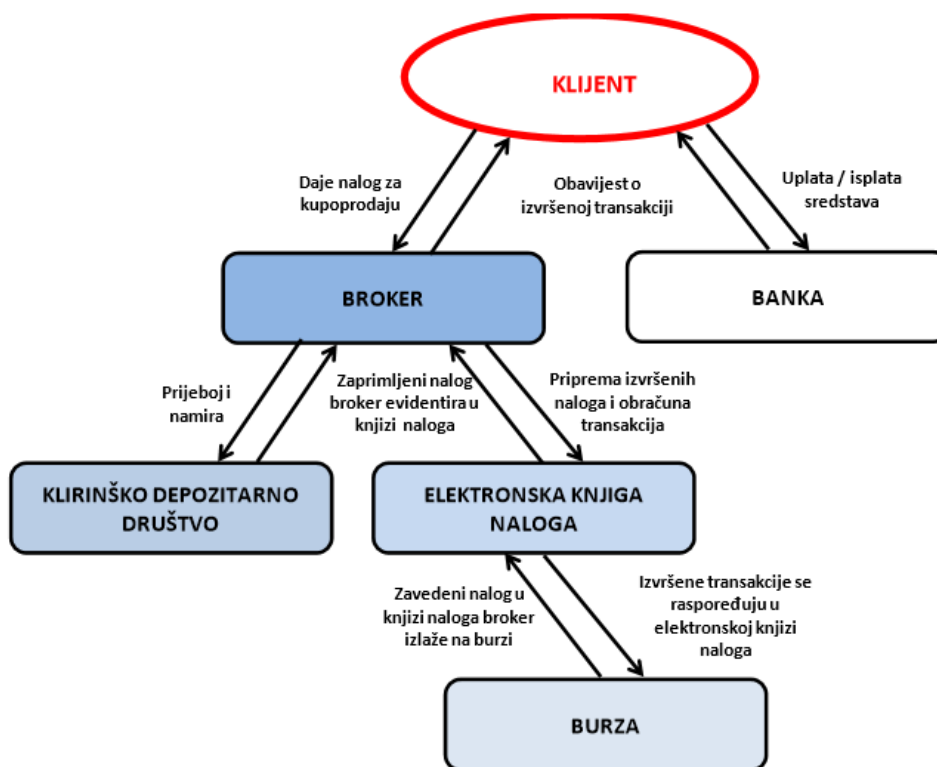 KLIJENT
Daje nalog za
kupoprodaju
Obavijest o
izvršenoj transakciji
Uplata / isplata
sredstava
BROKER
BANKA
Prijeboj i
namira
Zaprimljeni nalog
broker evidentira u
knjizi naloga
Priprema izvršenih
naloga i obračuna
transakcija
KLIRINŠKO DEPOZITARNO
DRUŠTVO
ELEKTRONSKA KNJIGA
NALOGA
Zavedeni nalog u
knjizi naloga broker
izlaže na burzi
Izvršene transakcije se
raspoređuju u
elektronskoj knjizi
naloga
BURZA